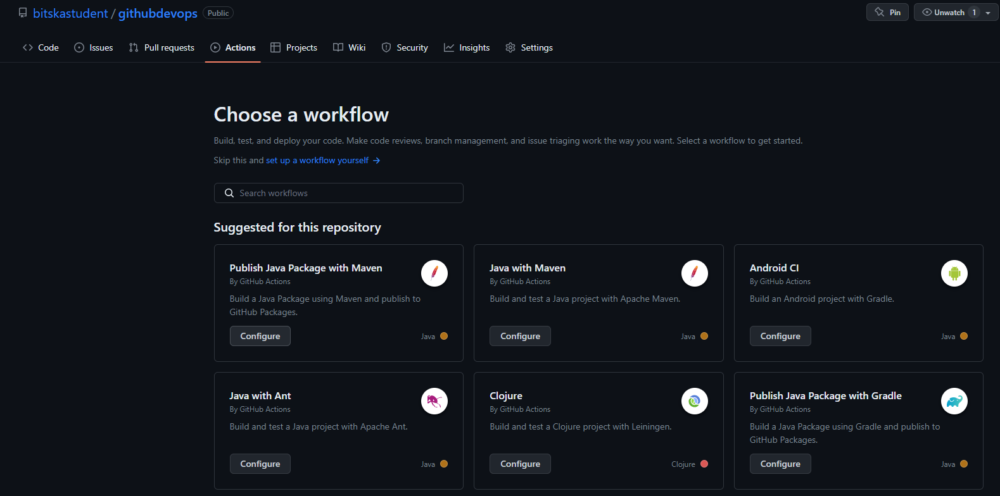 bitskastudent / githubdevops Public
Pin
Unwatch 1
Code Issues Pull requests Actions Projects Wiki Security Insights Settings
Choose a workflow
Build, test, and deploy your code. Make code reviews, branch management, and issue triaging work the way you want. Select a workflow to get started.
Skip this and set up a workflow yourself →
Search workflows
Suggested for this repository
Publish Java Package with Maven
By GitHub Actions
Build a Java Package using Maven and publish to
GitHub Packages.
Configure
Java
Java with Maven
By GitHub Actions
Build and test a Java project with Apache Maven.
Configure
Java
Android CI
By GitHub Actions
Build an Android project with Gradle.
Configure
Java
Java with Ant
By GitHub Actions
Build and test a Java project with Apache Ant.
Configure
Java
Clojure
By GitHub Actions
Build and test a Clojure project with Leiningen.
Configure
Clojure
Publish Java Package with Gradle
By GitHub Actions
Build a Java Package using Gradle and publish to
GitHub Packages.
Configure
Java